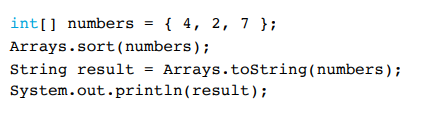 int[] numbers = { 4, 2, 7 };
Arrays.sort(numbers);
String result = Arrays.toString(numbers);
System.out.println(result);